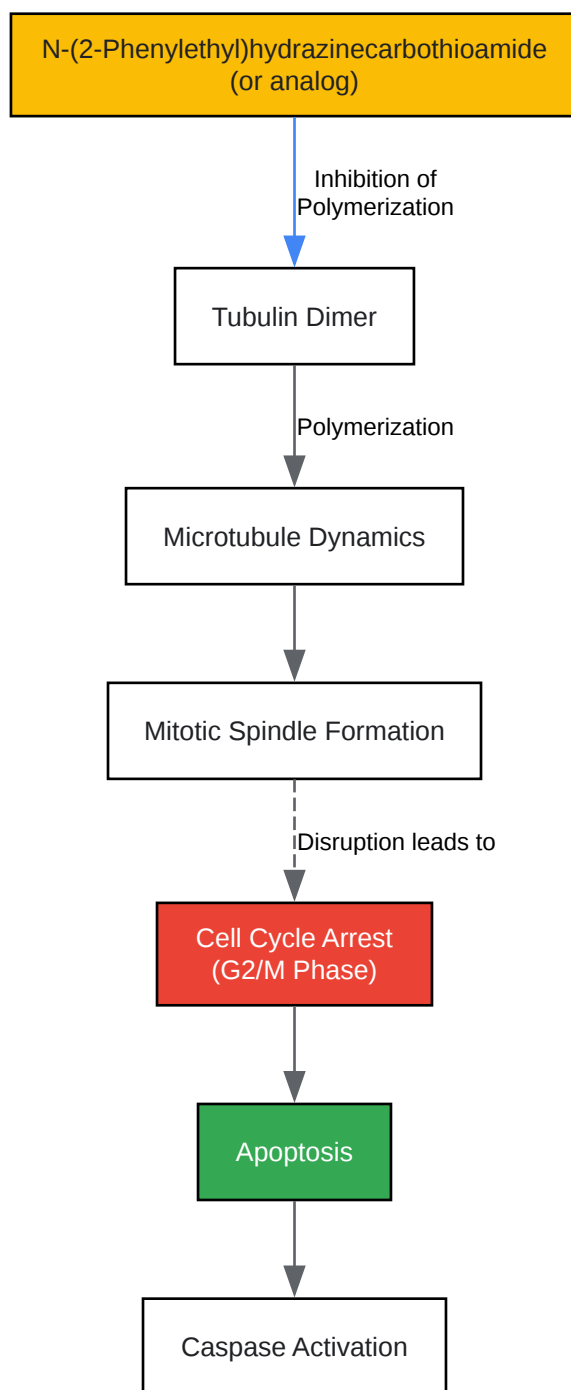 N-(2-Phenylethyl)hydrazinecarbothioamide
(or analog)
Inhibition of
Polymerization
Tubulin Dimer
Polymerization
Microtubule Dynamics
Mitotic Spindle Formation
Disruption leads to
Cell Cycle Arrest
(G2/M Phase)
Apoptosis
Caspase Activation